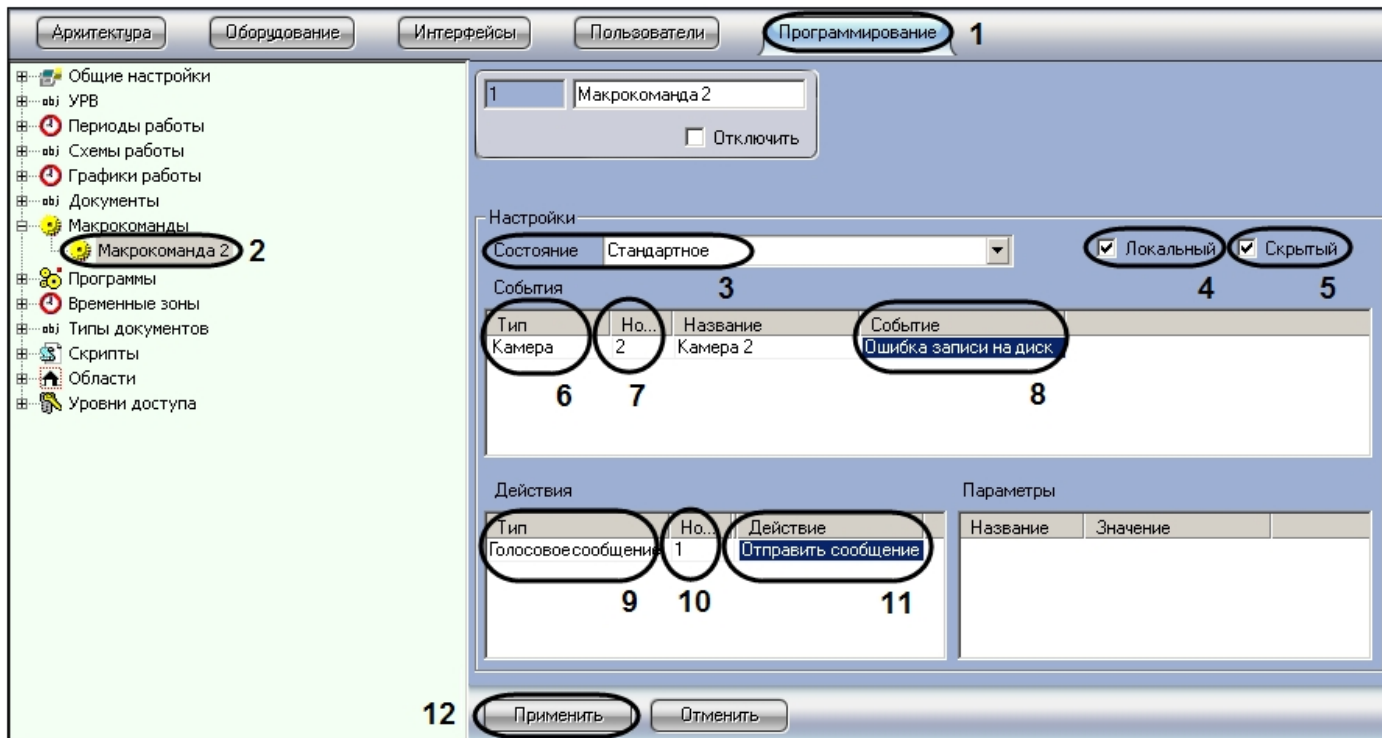 Архитектура Оборудование Интерфейсы Пользователи Программирование 1
Общие настройки
obj УРВ
Периоды работы
obj Схемы работы
Графики работы
obj Документы
Макрокоманды
Макрокоманда 2 2
Программы
Временные зоны
obj Типы документов
Скрипты
Области
Уровни доступа
1 Макрокоманда 2
Отключить
Настройки
Состояние Стандартное Локальный Скрытый
3 4 5
События
Тип Но... Название Событие
Камера 2 Камера 2 Ошибка записи на диск
6 7 8
Действия
Тип Но... Действие
Голосовое сообщение 1 Отправить сообщение
9 10 11
Параметры
Название Значение
12 Применить Отменить